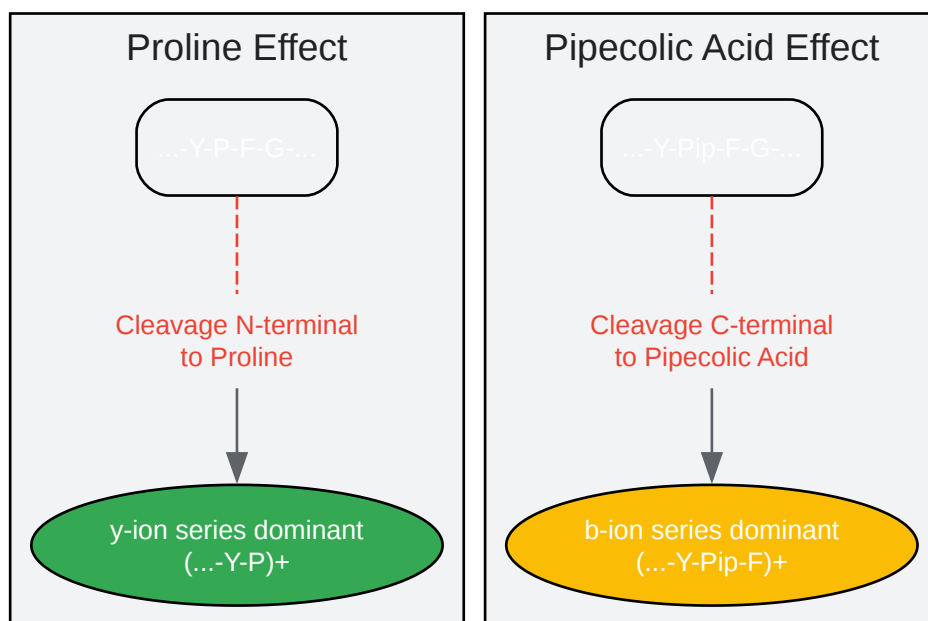 Proline Effect
...-Y-P-F-G-...
Cleavage N-terminal
to Proline
y-ion series dominant
(...-Y-P)+
Pipecolic Acid Effect
...-Y-Pip-F-G-...
Cleavage C-terminal
to Pipecolic Acid
b-ion series dominant
(...-Y-Pip-F)+